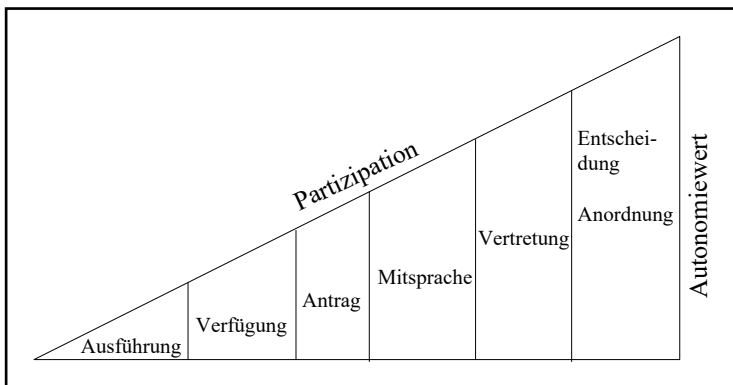 Partizipation
Ausführung
Verfügung
Antrag
Mitsprache
Vertretung
Entschei-
dung
Anordnung
Autonomiewert